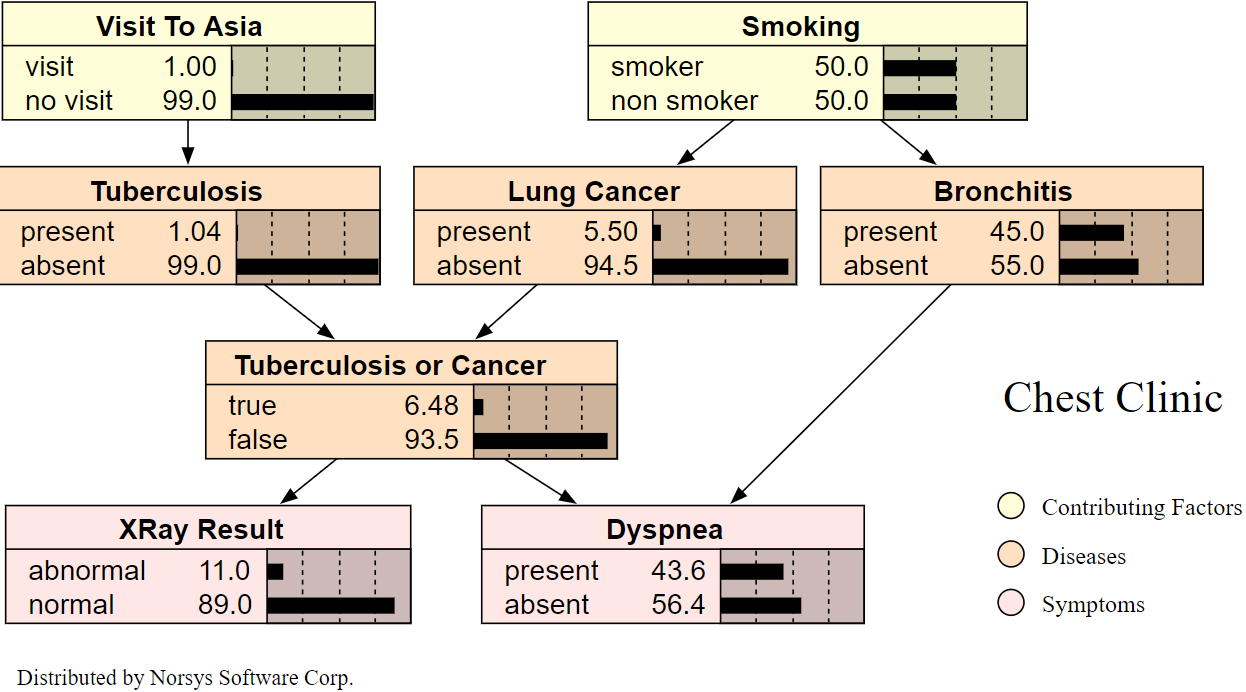 Visit To Asia
visit 1.00
no visit 99.0
Smoking
smoker 50.0
non smoker 50.0
Tuberculosis
present 1.04
absent 99.0
Lung Cancer
present 5.50
absent 94.5
Bronchitis
present 45.0
absent 55.0
Tuberculosis or Cancer
true 6.48
false 93.5
Chest Clinic
XRay Result
abnormal 11.0
normal 89.0
Dyspnea
present 43.6
absent 56.4
Contributing Factors
Diseases
Symptoms
Distributed by Norsys Software Corp.